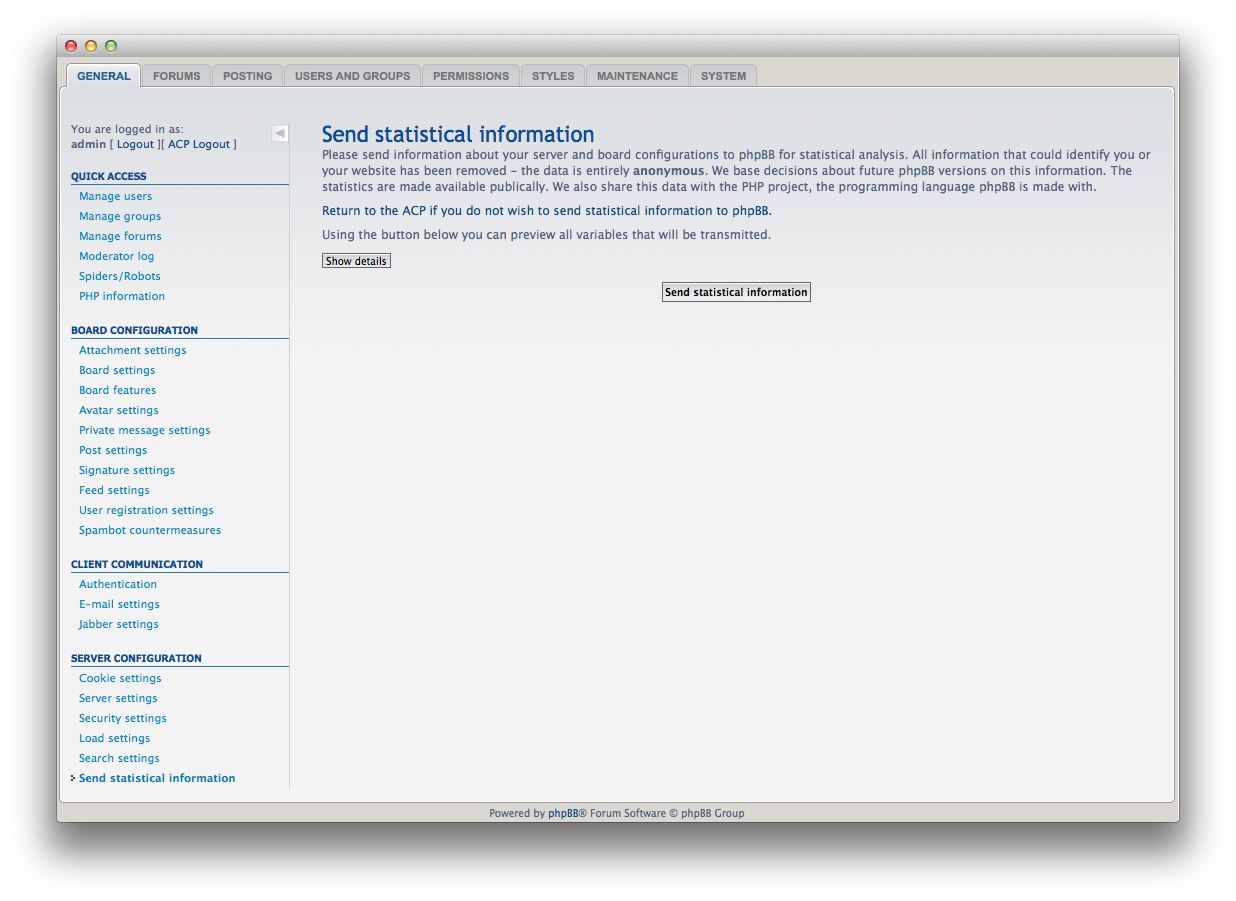 GENERAL FORUMS POSTING USERS AND GROUPS PERMISSIONS STYLES MAINTENANCE SYSTEM
You are logged in as:
admin [ Logout ][ ACP Logout ]
QUICK ACCESS
Manage users
Manage groups
Manage forums
Moderator log
Spiders/Robots
PHP information
BOARD CONFIGURATION
Attachment settings
Board settings
Board features
Avatar settings
Private message settings
Post settings
Signature settings
Feed settings
User registration settings
Spambot countermeasures
CLIENT COMMUNICATION
Authentication
E-mail settings
Jabber settings
SERVER CONFIGURATION
Cookie settings
Server settings
Security settings
Load settings
Search settings
Send statistical information
Send statistical information
Please send information about your server and board configurations to phpBB for statistical analysis. All information that could identify you or
your website has been removed – the data is entirely anonymous. We base decisions about future phpBB versions on this information. The
statistics are made available publically. We also share this data with the PHP project, the programming language phpBB is made with.
Return to the ACP if you do not wish to send statistical information to phpBB.
Using the button below you can preview all variables that will be transmitted.
Show details
Send statistical information
Powered by phpBB® Forum Software © phpBB Group